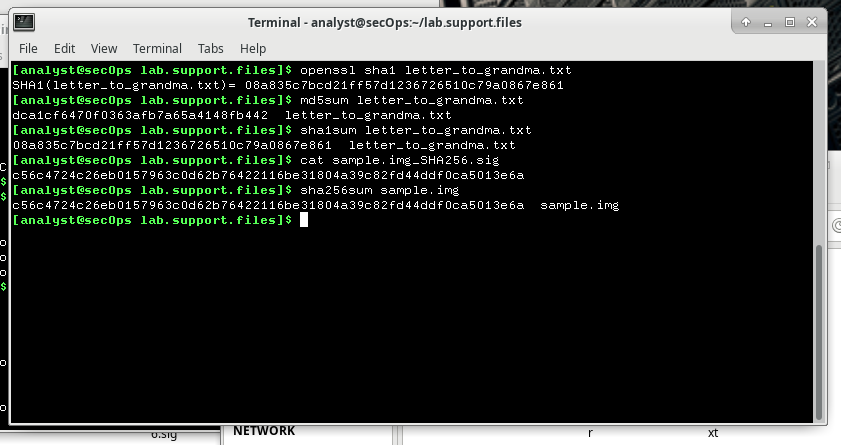 Terminal - analyst@secOps:~/lab.support.files
File Edit View Terminal Tabs Help
[analyst@secOps lab.support.files]$ openssl sha1 letter_to_grandma.txt
SHA1(letter_to_grandma.txt)= 08a835c7bcd21ff57d1236726510c79a0867e861
[analyst@secOps lab.support.files]$ md5sum letter_to_grandma.txt
dca1cf6470f0363afb7a65a4148fb442  letter_to_grandma.txt
[analyst@secOps lab.support.files]$ sha1sum letter_to_grandma.txt
08a835c7bcd21ff57d1236726510c79a0867e861  letter_to_grandma.txt
[analyst@secOps lab.support.files]$ cat sample.img_SHA256.sig
c56c4724c26eb0157963c0d62b76422116be31804a39c82fd44ddf0ca5013e6a
[analyst@secOps lab.support.files]$ sha256sum sample.img
c56c4724c26eb0157963c0d62b76422116be31804a39c82fd44ddf0ca5013e6a  sample.img
[analyst@secOps lab.support.files]$
6.sig
NETWORK
r
xt